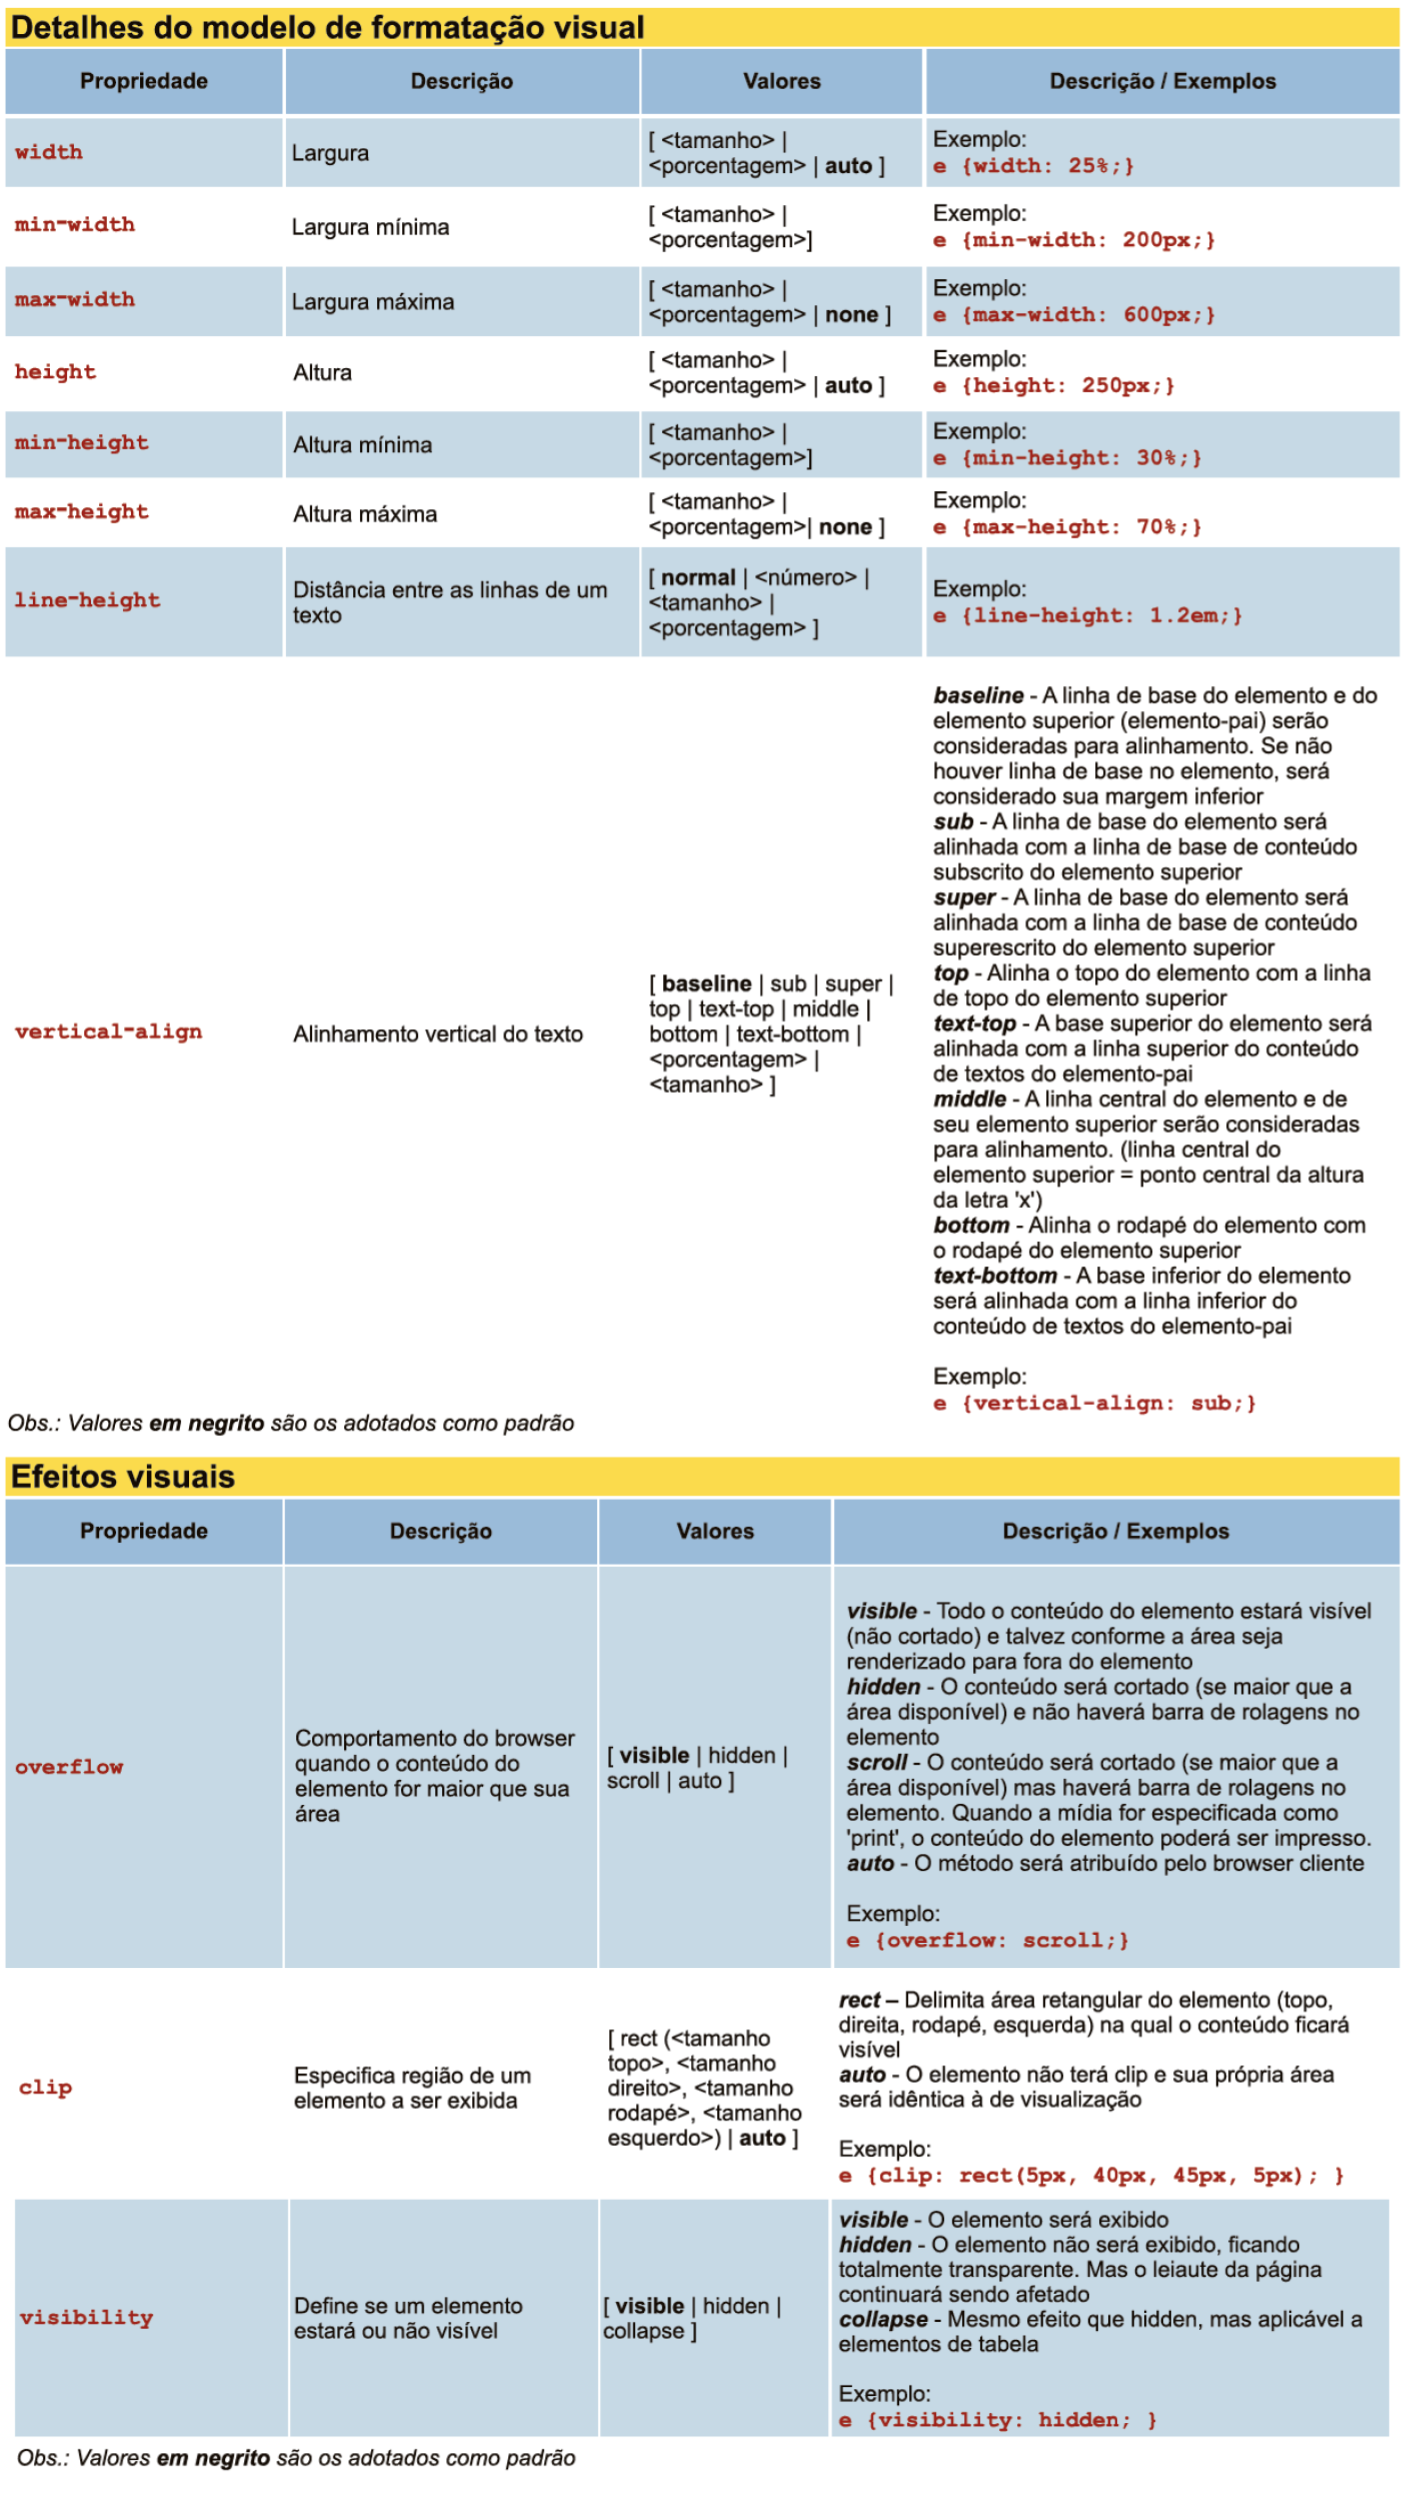 Detalhes do modelo de formatação visual
Propriedade Descrição Valores Descrição / Exemplos
width
Largura
[ <tamanho> |
<porcentagem> | auto ]
Exemplo:
e {width: 25%;}
min-width
Largura mínima
[ <tamanho> |
<porcentagem>]
Exemplo:
e {min-width: 200px;}
max-width
Largura máxima
[ <tamanho> |
<porcentagem> | none ]
Exemplo:
e {max-width: 600px;}
height
Altura
[ <tamanho> |
<porcentagem> | auto ]
Exemplo:
e {height: 250px;}
min-height
Altura mínima
[ <tamanho> |
<porcentagem>]
Exemplo:
e {min-height: 30%;}
max-height
Altura máxima
[ <tamanho> |
<porcentagem>| none ]
Exemplo:
e {max-height: 70%;}
line-height
Distância entre as linhas de um
texto
[ normal | <número> |
<tamanho> |
<porcentagem> ]
Exemplo:
e {line-height: 1.2em;}
vertical-align
Alinhamento vertical do texto
[ baseline | sub | super |
top | text-top | middle |
bottom | text-bottom |
<porcentagem> |
<tamanho> ]
baseline - A linha de base do elemento e do
elemento superior (elemento-pai) serão
consideradas para alinhamento. Se não
houver linha de base no elemento, será
considerado sua margem inferior
sub - A linha de base do elemento será
alinhada com a linha de base de conteúdo
subscrito do elemento superior
super - A linha de base do elemento será
alinhada com a linha de base de conteúdo
superescrito do elemento superior
top - Alinha o topo do elemento com a linha
de topo do elemento superior
text-top - A base superior do elemento será
alinhada com a linha superior do conteúdo
de textos do elemento-pai
middle - A linha central do elemento e de
seu elemento superior serão consideradas
para alinhamento. (linha central do
elemento superior = ponto central da altura
da letra 'x')
bottom - Alinha o rodapé do elemento com
o rodapé do elemento superior
text-bottom - A base inferior do elemento
será alinhada com a linha inferior do
conteúdo de textos do elemento-pai
Exemplo:
e {vertical-align: sub;}
Obs.: Valores em negrito são os adotados como padrão
Efeitos visuais
Propriedade Descrição Valores Descrição / Exemplos
overflow
Comportamento do browser
quando o conteúdo do
elemento for maior que sua
área
[ visible | hidden |
scroll | auto ]
visible - Todo o conteúdo do elemento estará visível
(não cortado) e talvez conforme a área seja
renderizado para fora do elemento
hidden - O conteúdo será cortado (se maior que a
área disponível) e não haverá barra de rolagens no
elemento
scroll - O conteúdo será cortado (se maior que a
área disponível) mas haverá barra de rolagens no
elemento. Quando a mídia for especificada como
'print', o conteúdo do elemento poderá ser impresso.
auto - O método será atribuído pelo browser cliente
Exemplo:
e {overflow: scroll;}
clip
Especifica região de um
elemento a ser exibida
[ rect (<tamanho
topo>, <tamanho
direito>, <tamanho
rodapé>, <tamanho
esquerdo>) | auto ]
rect – Delimita área retangular do elemento (topo,
direita, rodapé, esquerda) na qual o conteúdo ficará
visível
auto - O elemento não terá clip e sua própria área
será idêntica à de visualização
Exemplo:
e {clip: rect(5px, 40px, 45px, 5px); }
visibility
Define se um elemento
estará ou não visível
[ visible | hidden |
collapse ]
visible - O elemento será exibido
hidden - O elemento não será exibido, ficando
totalmente transparente. Mas o leiaute da página
continuará sendo afetado
collapse - Mesmo efeito que hidden, mas aplicável a
elementos de tabela
Exemplo:
e {visibility: hidden; }
Obs.: Valores em negrito são os adotados como padrão